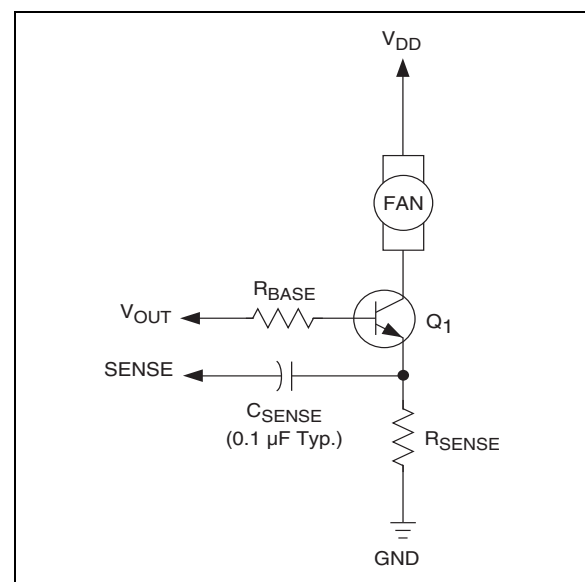 VDD
FAN
RBASE
VOUT
Q1
SENSE
CSENSE
(0.1 µF Typ.)
RSENSE
GND